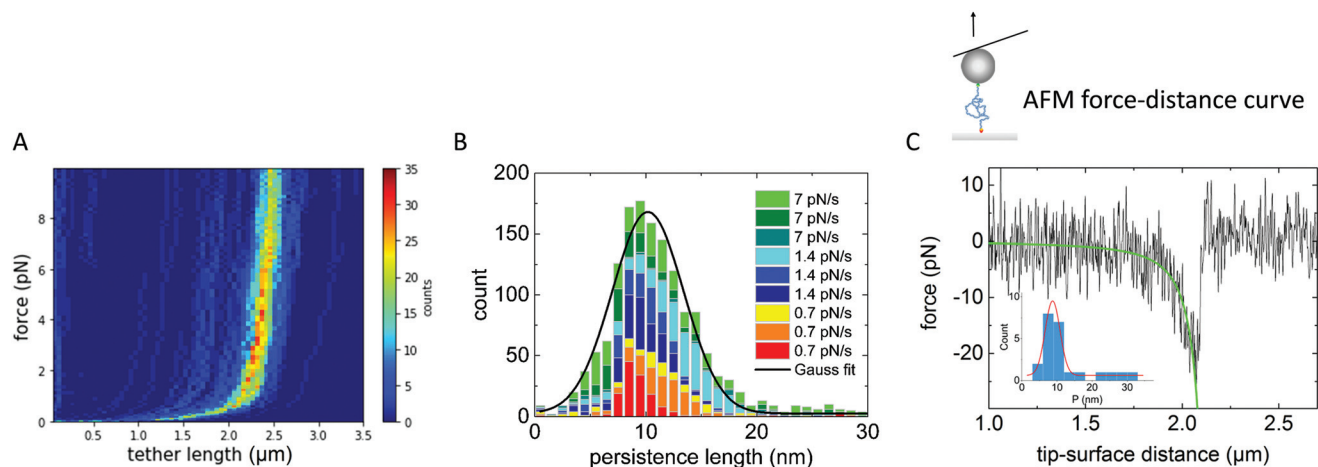 AFM force-distance curve
A
B
C
8
6
4
2
0
force (pN)
0.5
1.0
1.5
2.0
2.5
3.0
3.5
tether length (μm)
35
30
25
20
15
10
5
0
counts
200
150
100
50
0
count
0
10
20
30
persistence length (nm)
7 pN/s
7 pN/s
7 pN/s
1.4 pN/s
1.4 pN/s
1.4 pN/s
0.7 pN/s
0.7 pN/s
0.7 pN/s
Gauss fit
10
0
-10
-20
force (pN)
1.0
1.5
2.0
2.5
tip-surface distance (μm)
10
5
0
Count
0
10
20
30
P (nm)